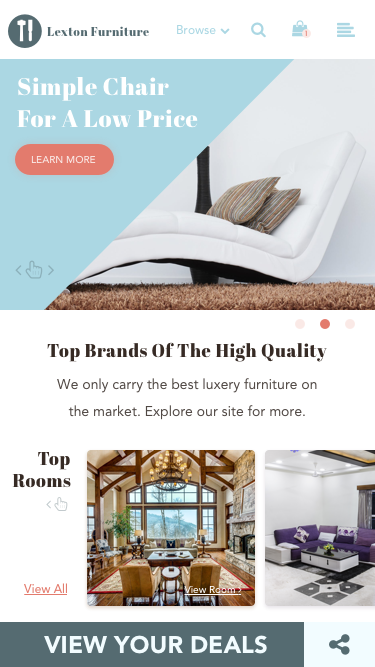 Lexton Furniture
Browse
1
Simple Chair
For A Low Price
LEARN MORE
Top Brands Of The High Quality
We only carry the best luxery furniture on
the market. Explore our site for more.
Top
Rooms
View All
View Room
VIEW YOUR DEALS